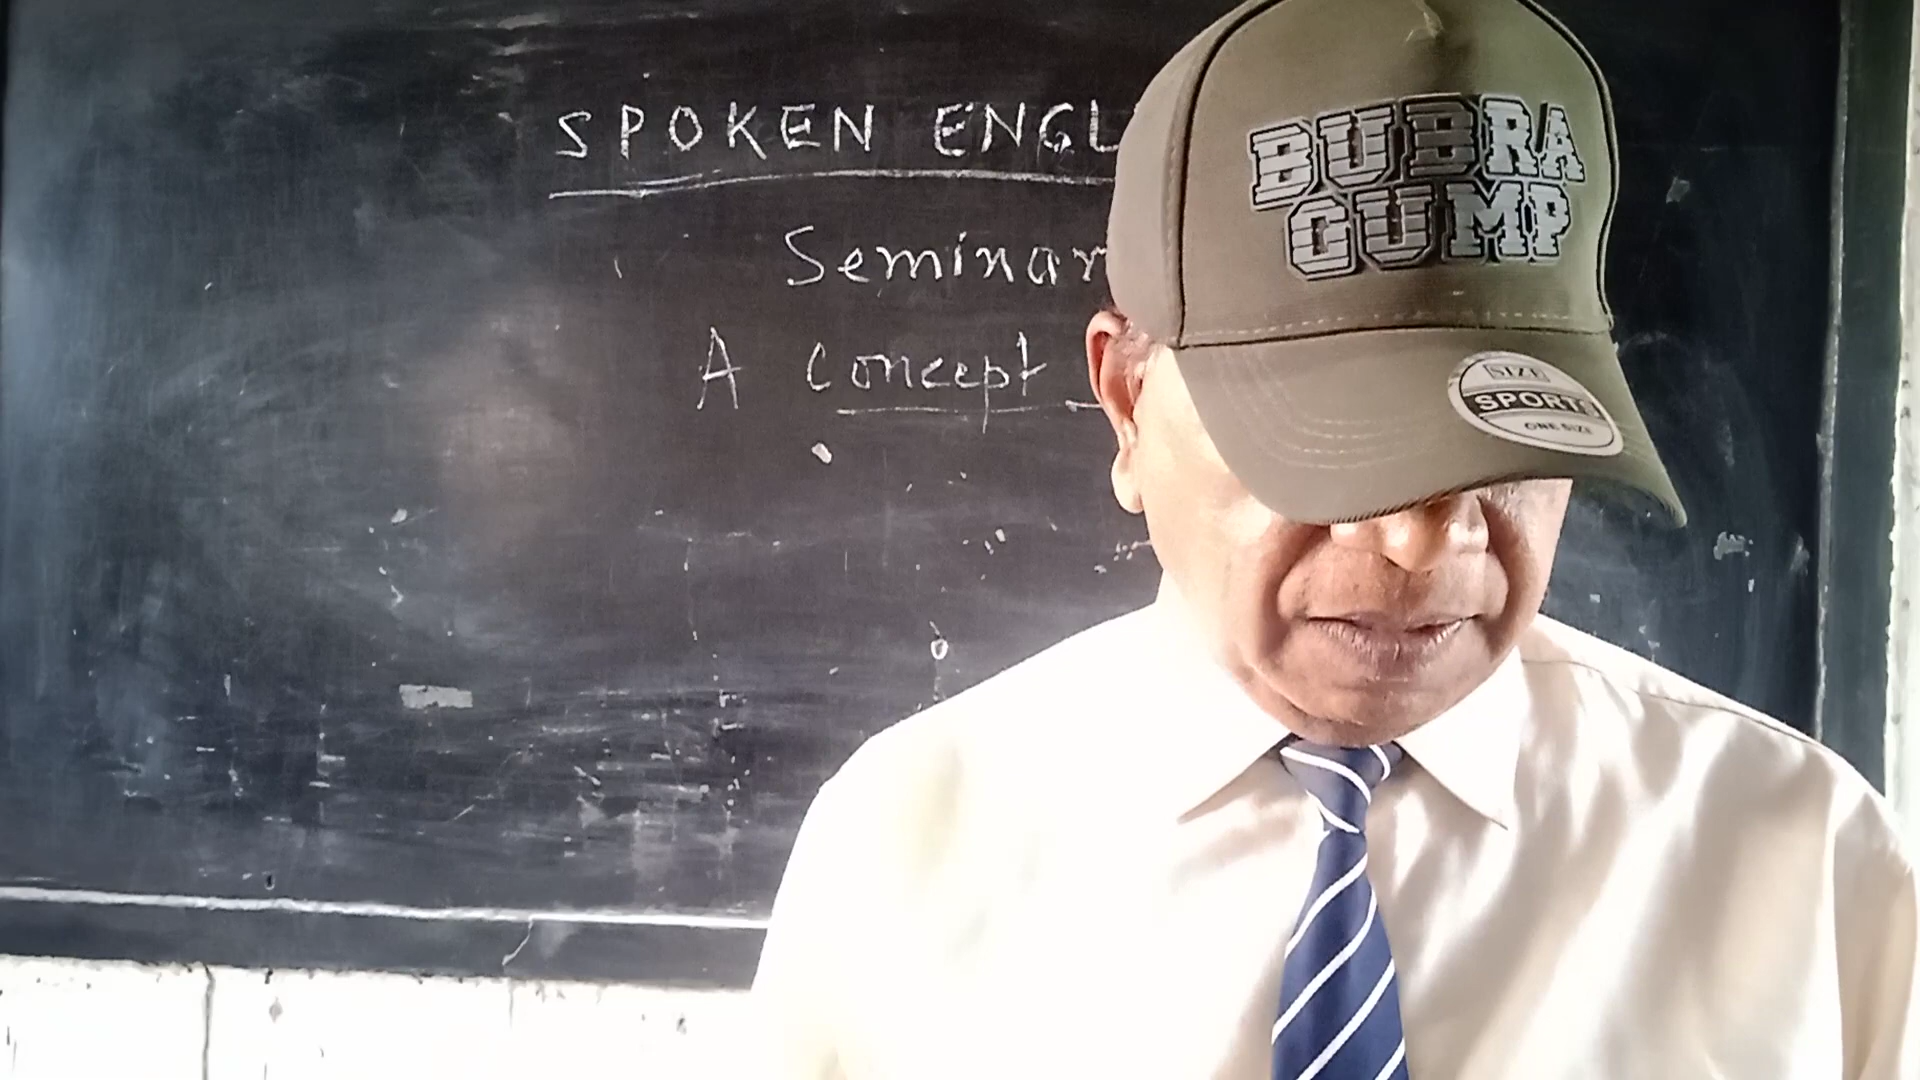 SPOKEN ENGL
Seminar
A Concept
BUBRA
GUMP
SIZE
SPORTS
ONE SIZE